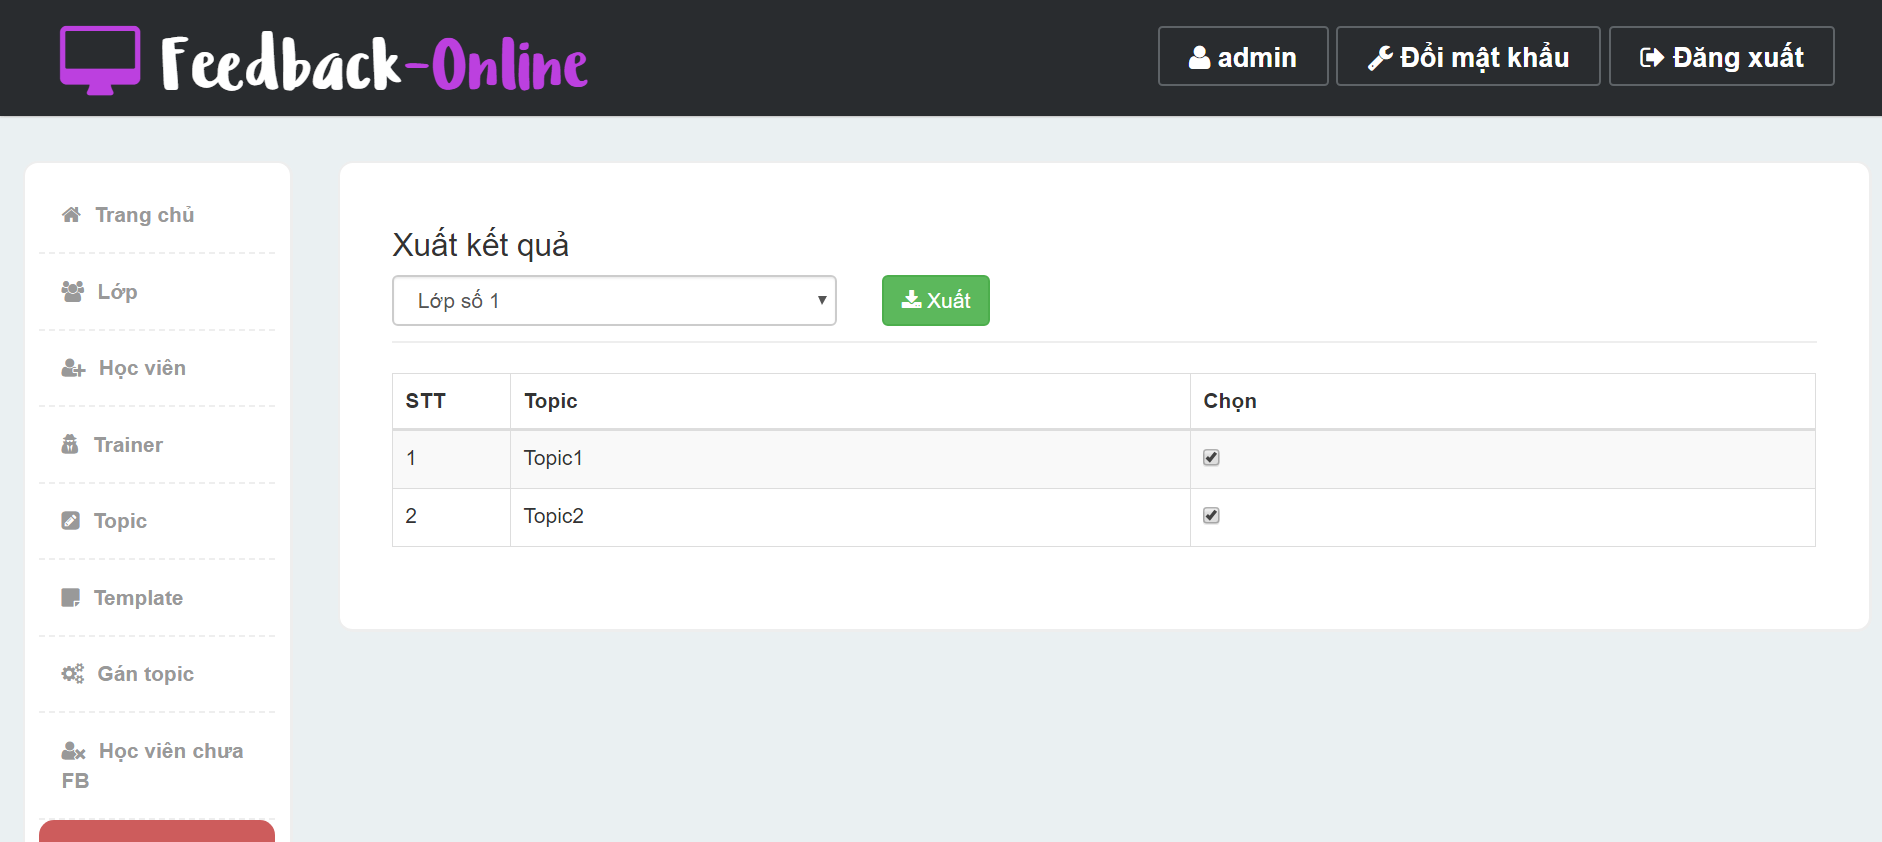 Feedback-Online
admin
Đổi mật khẩu
Đăng xuất
Trang chủ
Lớp
Học viên
Trainer
Topic
Template
Gán topic
Học viên chưa
FB
Xuất kết quả
Lớp số 1
Xuất
STT Topic Chọn
1 Topic1
2 Topic2